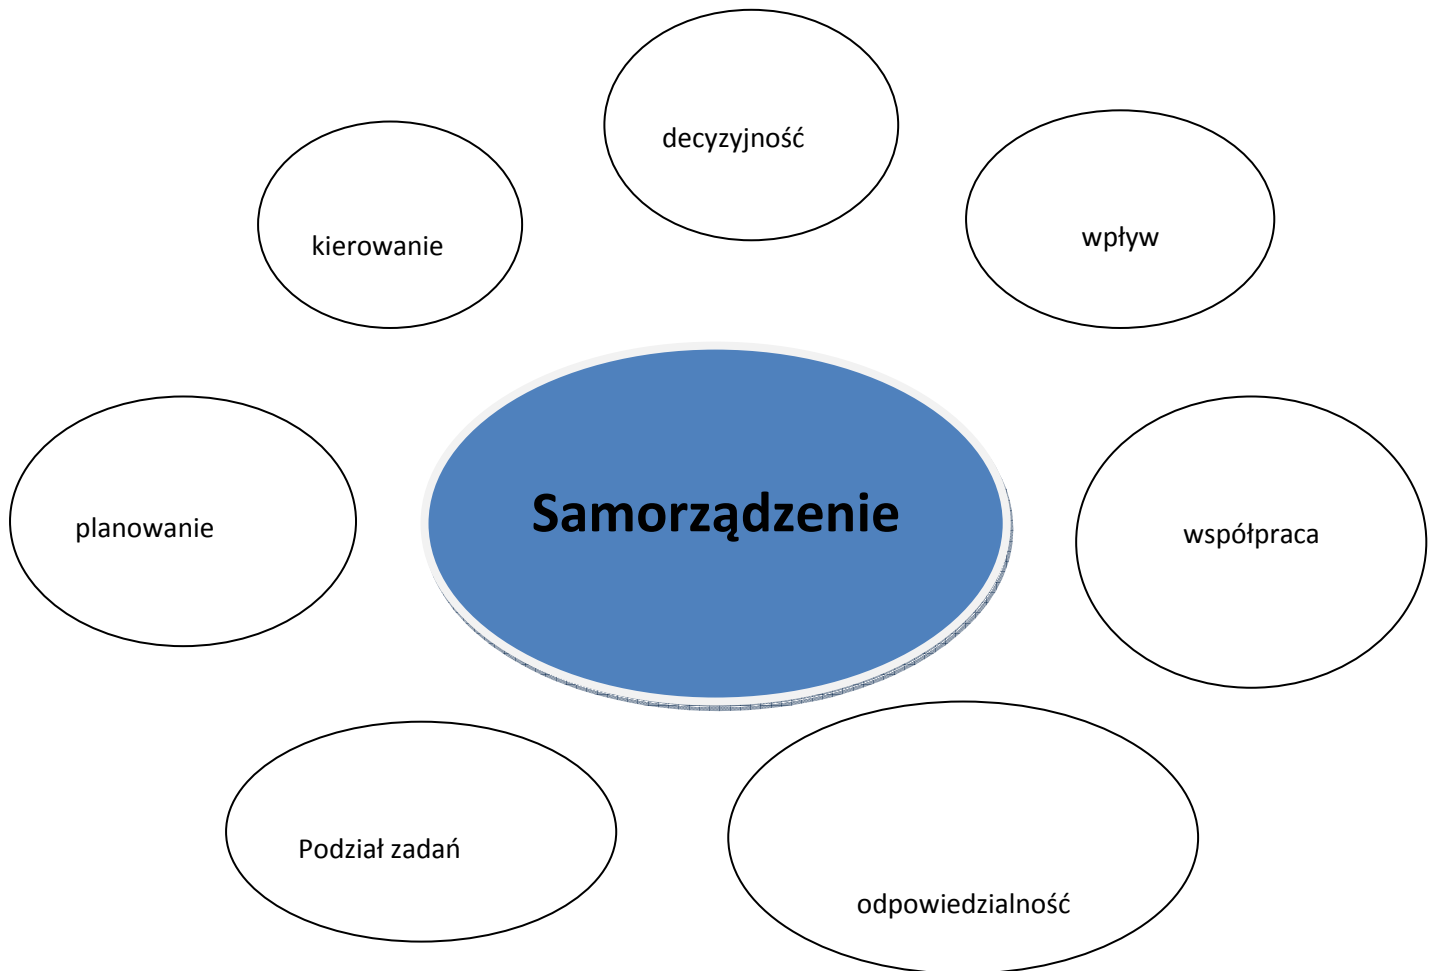 decyzyjność
kierowanie
wpływ
Samorządzenie
planowanie
współpraca
Podział zadań
odpowiedzialność